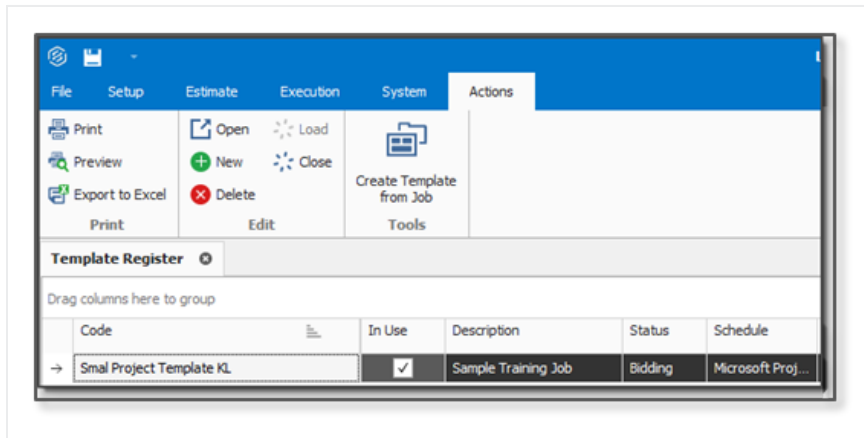 File Setup Estimate Execution System Actions
Print Open Load
Preview New Close
Export to Excel Delete
Create Template
from Job
Print Edit Tools
Template Register
Drag columns here to group
Code In Use Description Status Schedule
Smal Project Template KL Sample Training Job Bidding Microsoft Proj...